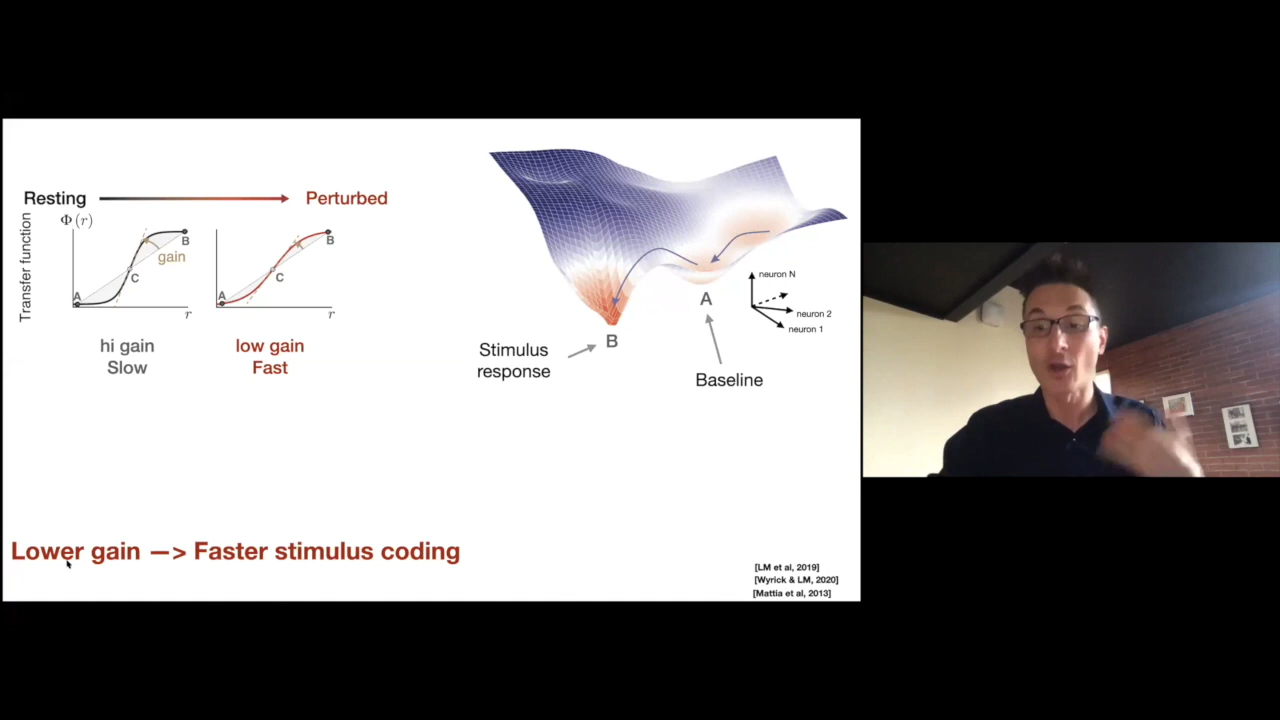 Resting
Perturbed
Transfer function
Φ (r)
A
B
C
gain
r
A
B
C
r
hi gain
Slow
low gain
Fast
neuron N
neuron 2
neuron 1
A
B
Stimulus
response
Baseline
Lower gain —> Faster stimulus coding
[LM et al, 2019]
[Wyrick & LM, 2020]
[Mattia et al, 2013]